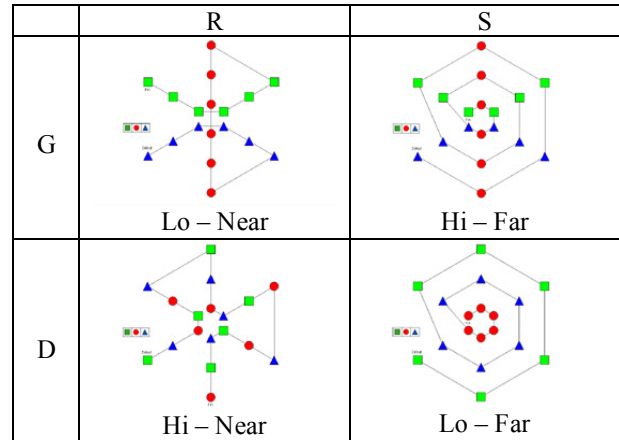 R S
G
Lo – Near Hi – Far
D
Hi – Near Lo – Far